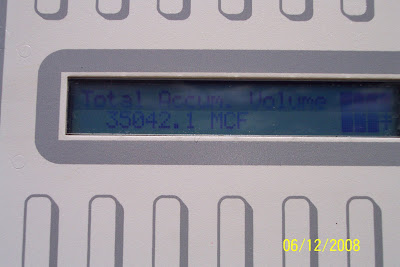 Total Accum. Volume
35042.1 MCF
06/12/2008